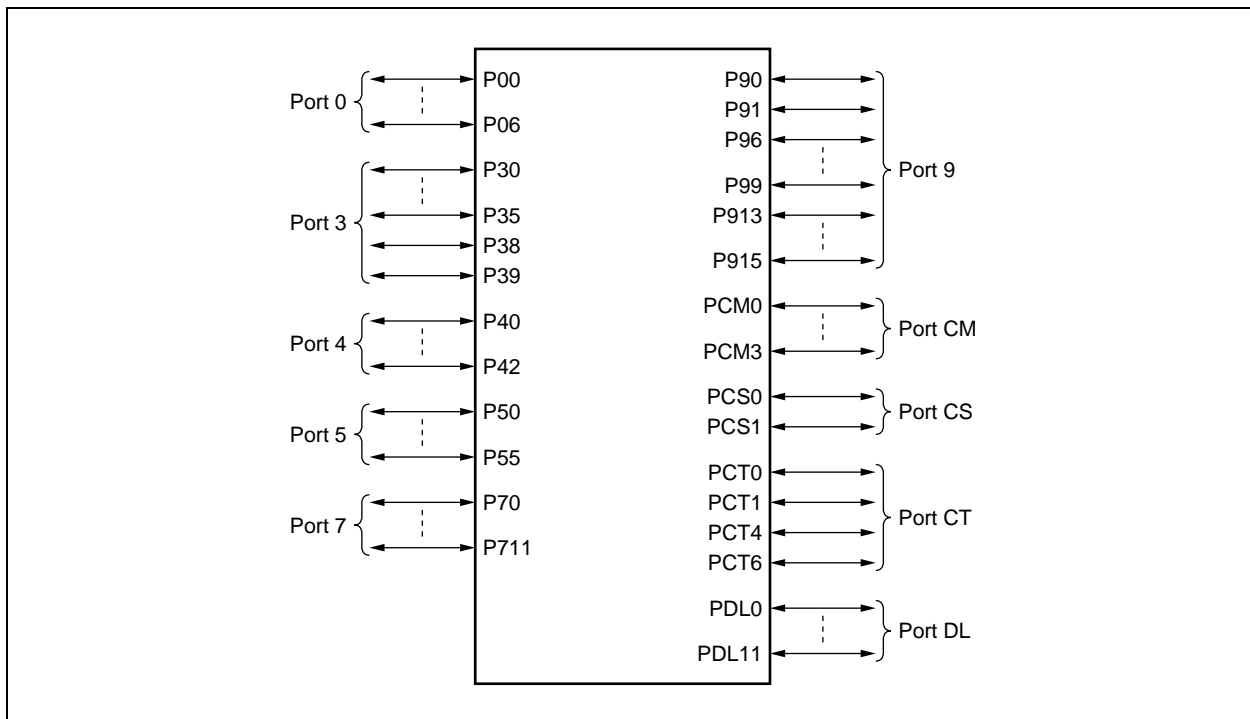 Port 0
P00
P06
Port 3
P30
P35
P38
P39
Port 4
P40
P42
Port 5
P50
P55
Port 7
P70
P711
P90
P91
P96
P99
P913
P915
Port 9
PCM0
PCM3
Port CM
PCS0
PCS1
Port CS
PCT0
PCT1
PCT4
PCT6
Port CT
PDL0
PDL11
Port DL